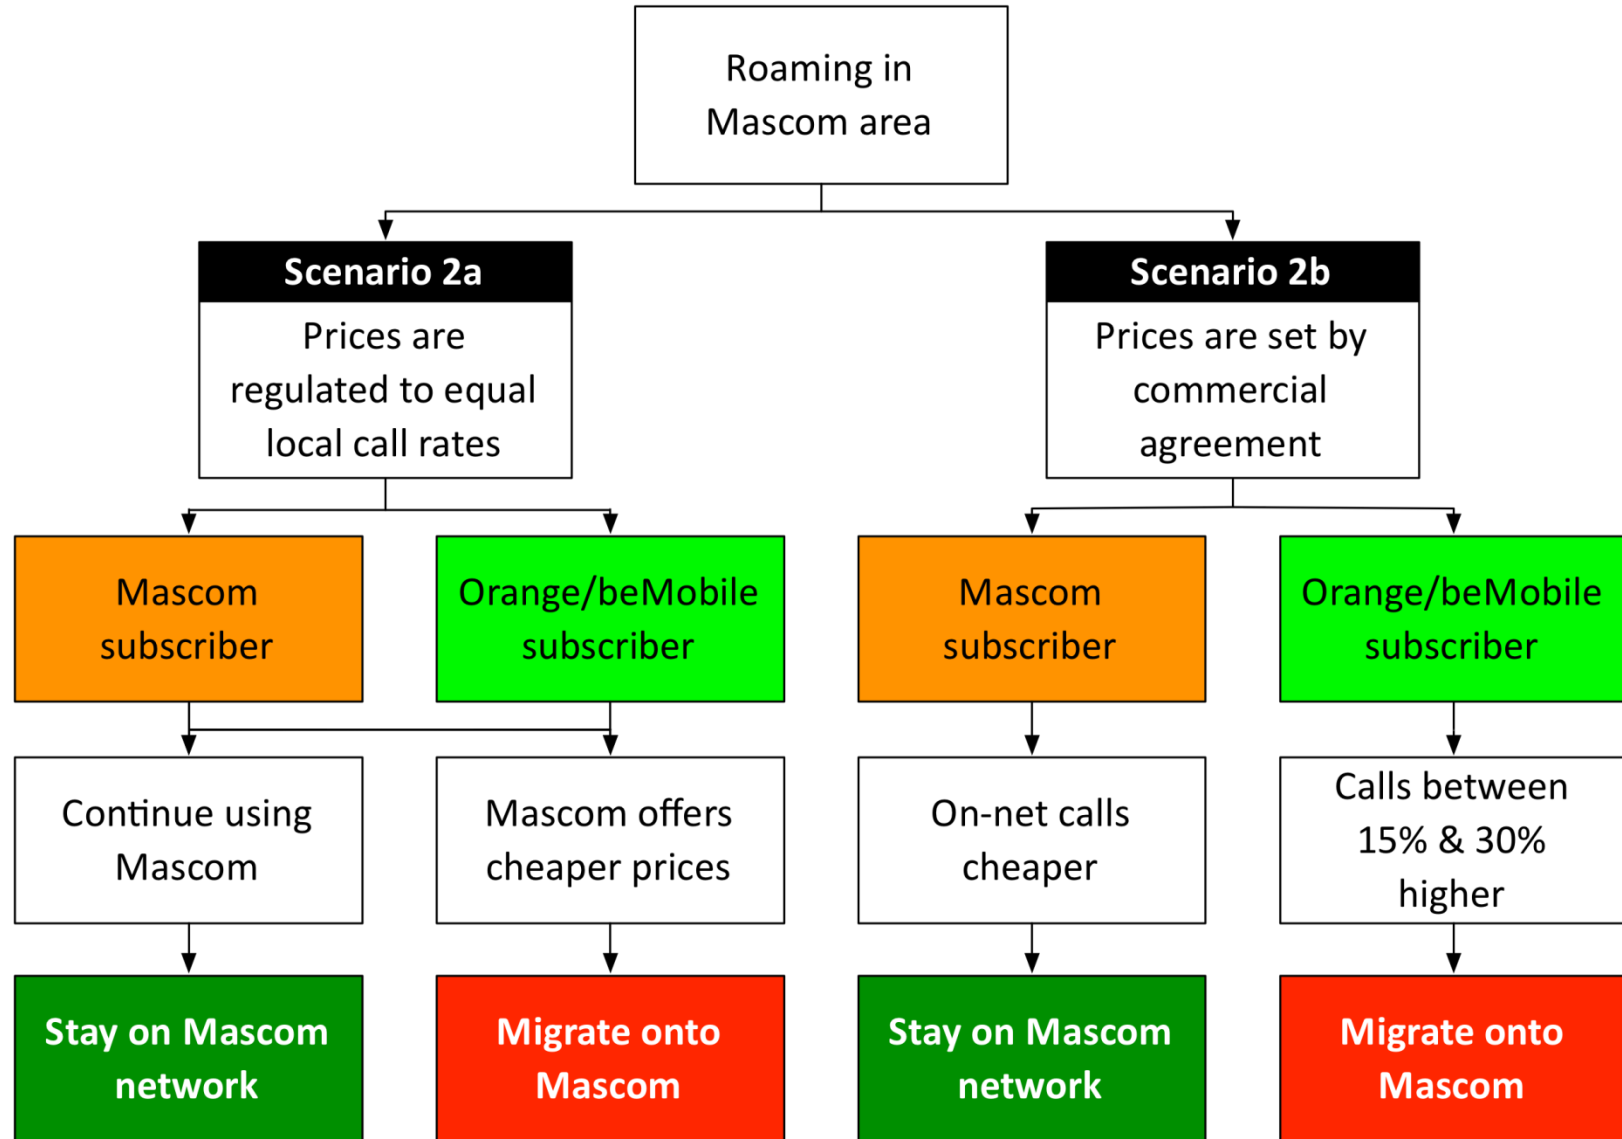 Roaming in
Mascom area
Scenario 2a
Prices are
regulated to equal
local call rates
Scenario 2b
Prices are set by
commercial
agreement
Mascom
subscriber
Orange/beMobile
subscriber
Mascom
subscriber
Orange/beMobile
subscriber
Continue using
Mascom
Mascom offers
cheaper prices
On-net calls
cheaper
Calls between
15% & 30%
higher
Stay on Mascom
network
Migrate onto
Mascom
Stay on Mascom
network
Migrate onto
Mascom